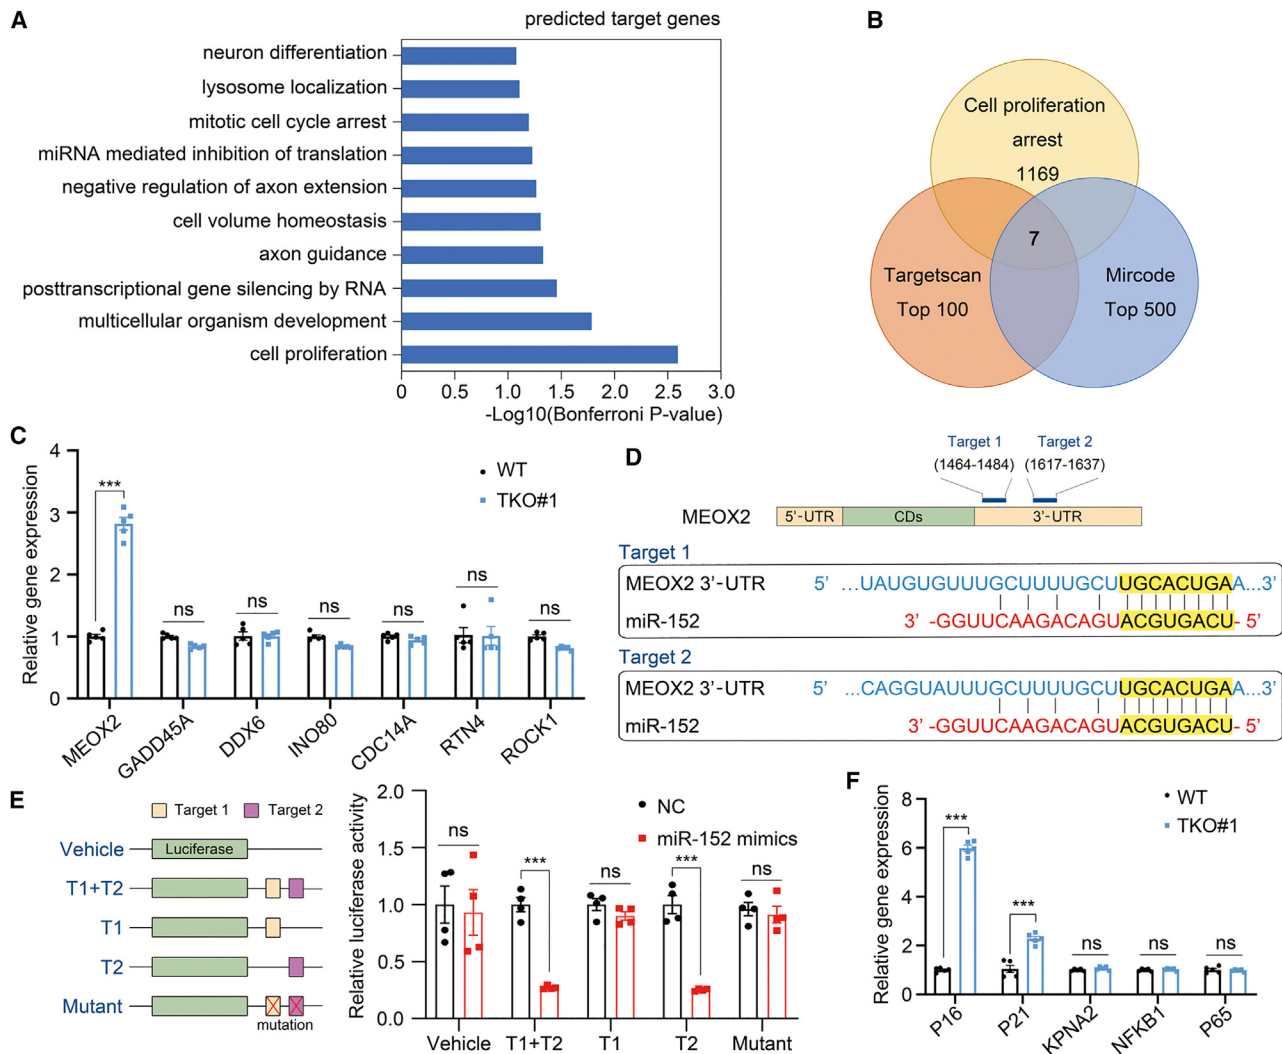 A
predicted target genes
neuron differentiation
lysosome localization
mitotic cell cycle arrest
miRNA mediated inhibition of translation
negative regulation of axon extension
cell volume homeostasis
axon guidance
posttranscriptional gene silencing by RNA
multicellular organism development
cell proliferation
0 0.5 1.0 1.5 2.0 2.5 3.0
-Log10(Bonferroni P-value)
B
Cell proliferation
arrest
1169
7
Targetscan
Top 100
Mircode
Top 500
C
Relative gene expression
4
3
2
1
0
WT
TKO#1
*** ns ns ns ns ns ns
MEOX2 GADD45A DDX6 INO80 CDC14A RTN4 ROCK1
D
Target 1 Target 2
(1464-1484) (1617-1637)
MEOX2 5'-UTR CDs 3'-UTR
Target 1
MEOX2 3'-UTR 5' ...UAUGUGUUUGCUUUUGCUUGCACUGAA...3'
miR-152 3' -GGUUCAAGACAGUACGUGACU- 5'
Target 2
MEOX2 3'-UTR 5' ...CAGGUAUUUGCUUUUGCUUGCACUGAA...3'
miR-152 3' -GGUUCAAGACAGUACGUGACU- 5'
E
Target 1 Target 2
Vehicle Luciferase
T1+T2
T1
T2
Mutant
mutation
Relative luciferase activity
2.0
1.5
1.0
0.5
0.0
NC
miR-152 mimics
ns *** ns *** ns
Vehicle T1+T2 T1 T2 Mutant
F
Relative gene expression
8
6
4
2
0
WT
TKO#1
*** *** ns ns ns
P16 P21 KPNA2 NFKB1 P65